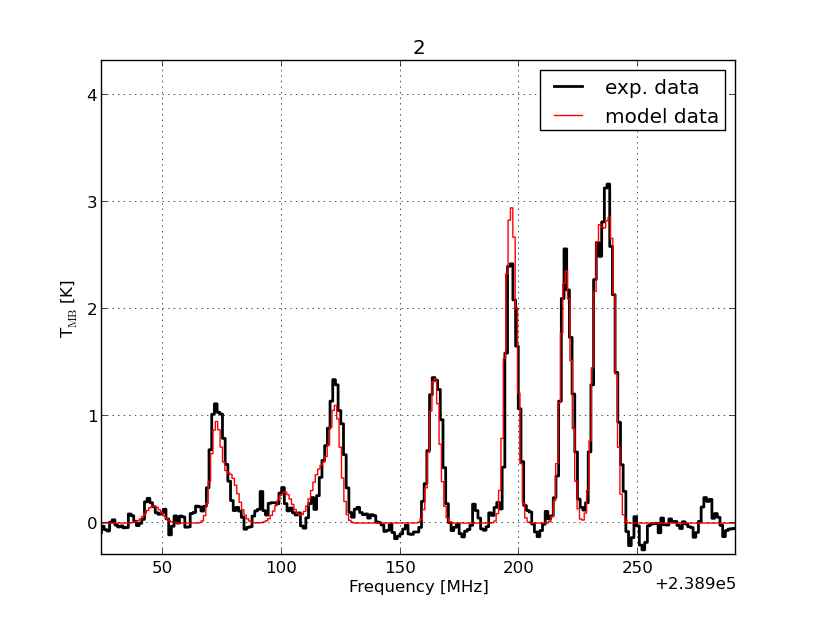 2
exp. data
model data
4
3
2
1
0
T_MB [K]
50 100 150 200 250
Frequency [MHz]
+2.389e5